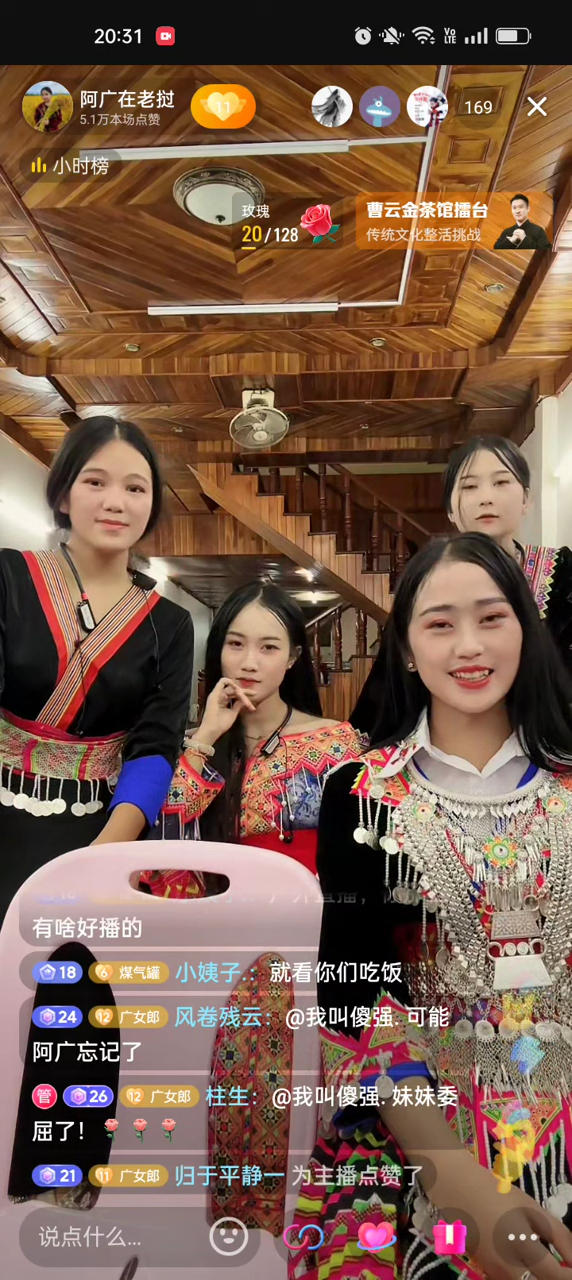 20:31
Vo LTE
阿广在老挝
5.1万本场点赞
11
169
小时榜
玫瑰
20/128
曹云金茶馆擂台
传统文化整活挑战
有啥好播的
18 6 煤气罐 小姨子.：就看你们吃饭
24 12 广女郎 风卷残云：@我叫傻强. 可能
阿广忘记了
管 26 12 广女郎 柱生：@我叫傻强. 妹妹委
屈了！🌹🌹🌹
21 11 广女郎 归于平静一 为主播点赞了
说点什么...